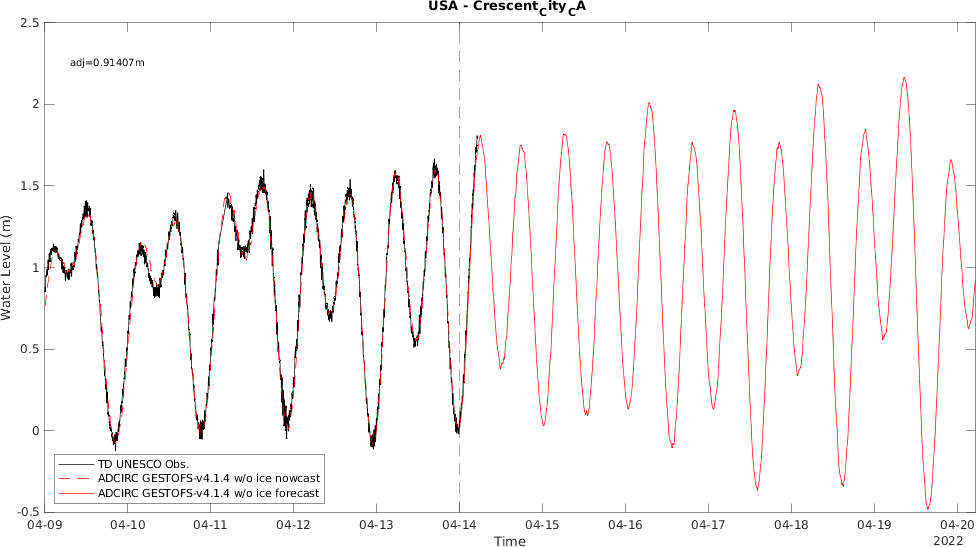 USA - CrescentCityCA
2.5
adj=0.91407m
2
1.5
1
0.5
0
-0.5
Water Level (m)
TD UNESCO Obs.
ADCIRC GESTOFS-v4.1.4 w/o ice nowcast
ADCIRC GESTOFS-v4.1.4 w/o ice forecast
04-09 04-10 04-11 04-12 04-13 04-14 04-15 04-16 04-17 04-18 04-19 04-20
Time
2022